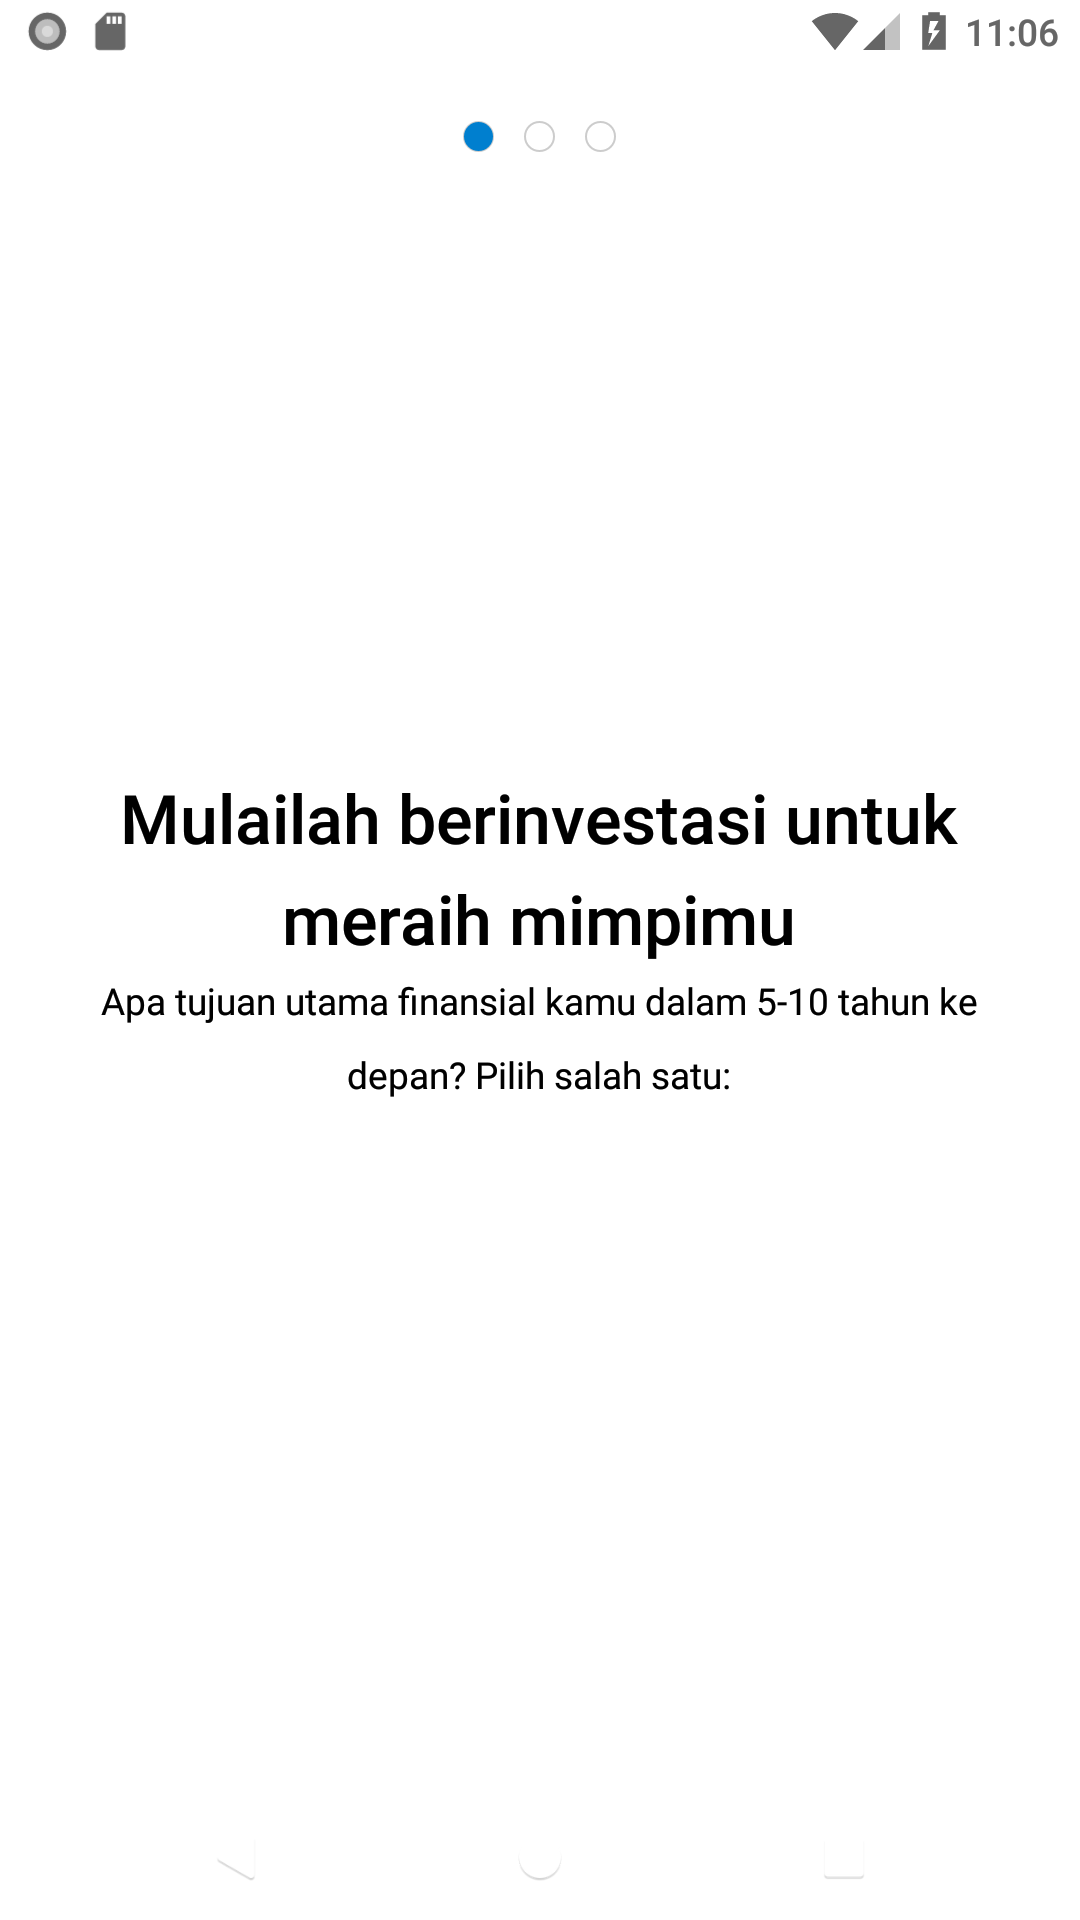 11:06
Mulailah berinvestasi untuk
meraih mimpimu
Apa tujuan utama finansial kamu dalam 5-10 tahun ke
depan? Pilih salah satu: